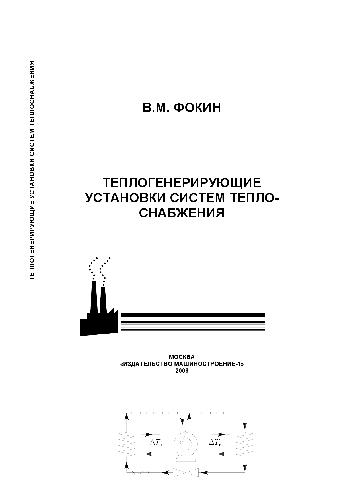 ТЕПЛОГЕНЕРИРУЮЩИЕ УСТАНОВКИ СИСТЕМ ТЕПЛОСНАБЖЕНИЯ
В.М. ФОКИН
ТЕПЛОГЕНЕРИРУЮЩИЕ
УСТАНОВКИ СИСТЕМ ТЕПЛО-
СНАБЖЕНИЯ
МОСКВА
«ИЗДАТЕЛЬСТВО МАШИНОСТРОЕНИЕ-1»